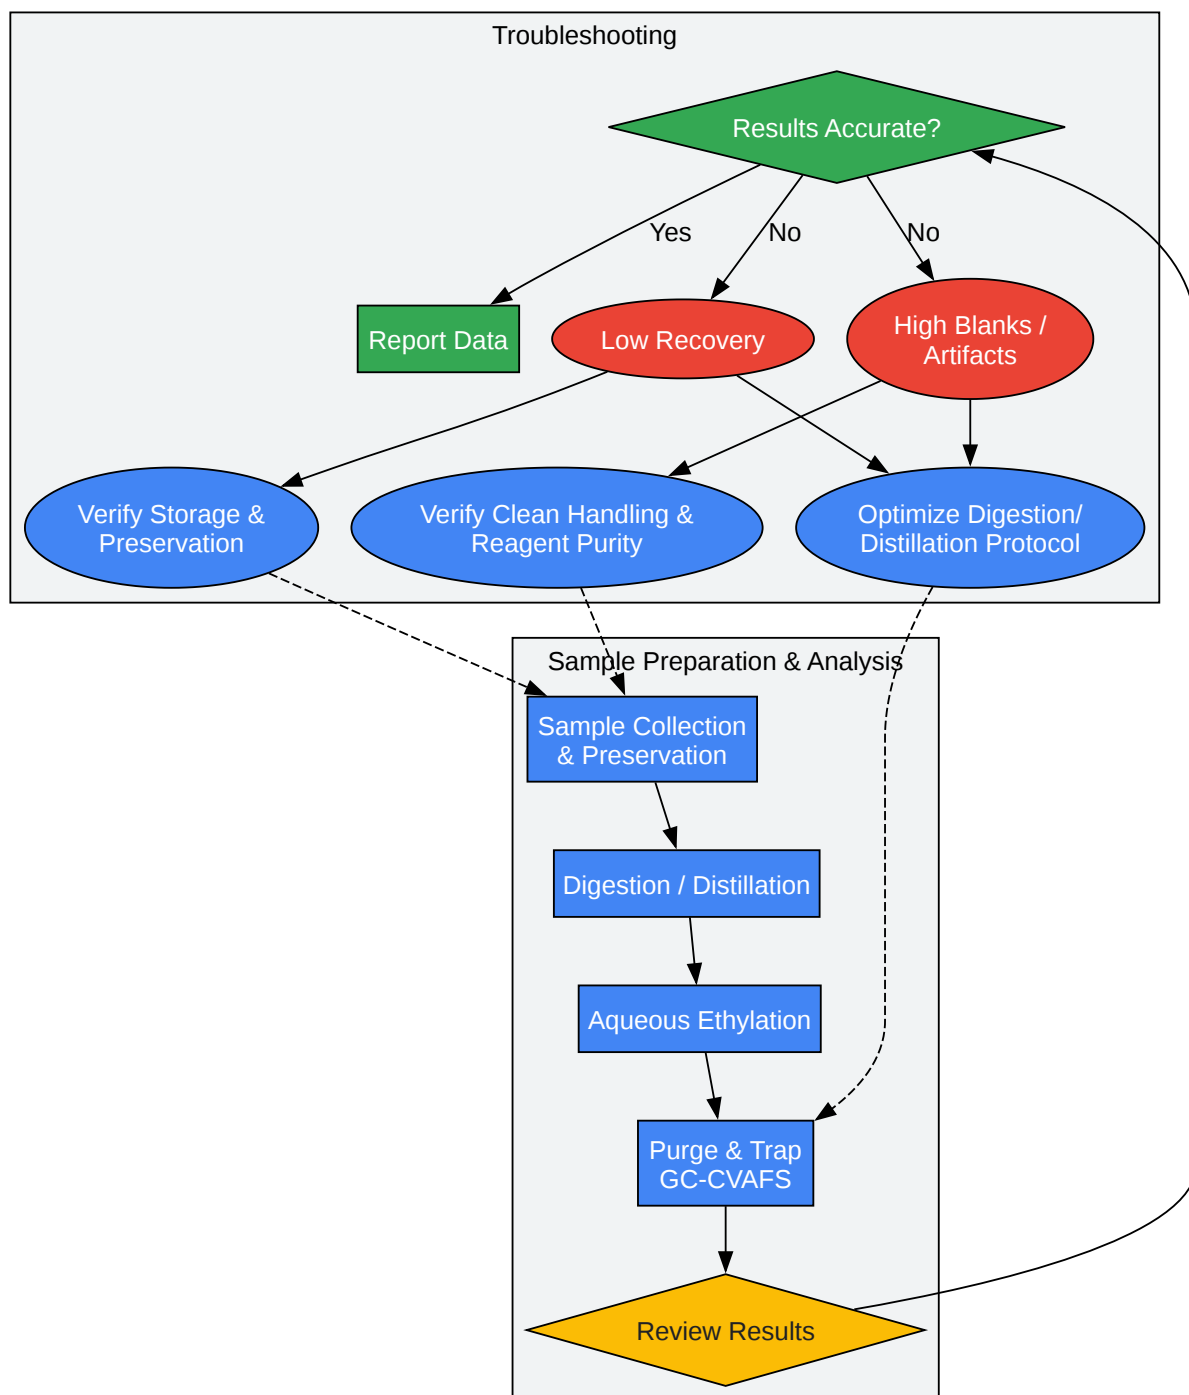 Troubleshooting
Results Accurate?
Yes
No
No
Report Data
Low Recovery
High Blanks /
Artifacts
Verify Storage &
Preservation
Verify Clean Handling &
Reagent Purity
Optimize Digestion/
Distillation Protocol
Sample Preparation & Analysis
Sample Collection
& Preservation
Digestion / Distillation
Aqueous Ethylation
Purge & Trap
GC-CVAFS
Review Results